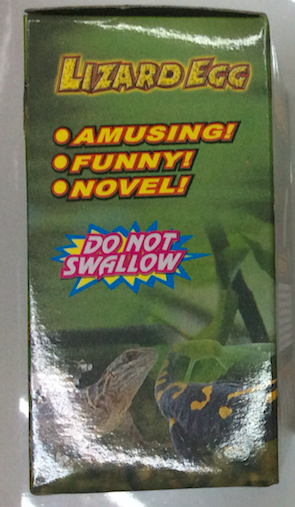 LIZARD EGG
●AMUSING!
●FUNNY!
●NOVEL!
DO NOT
SWALLOW